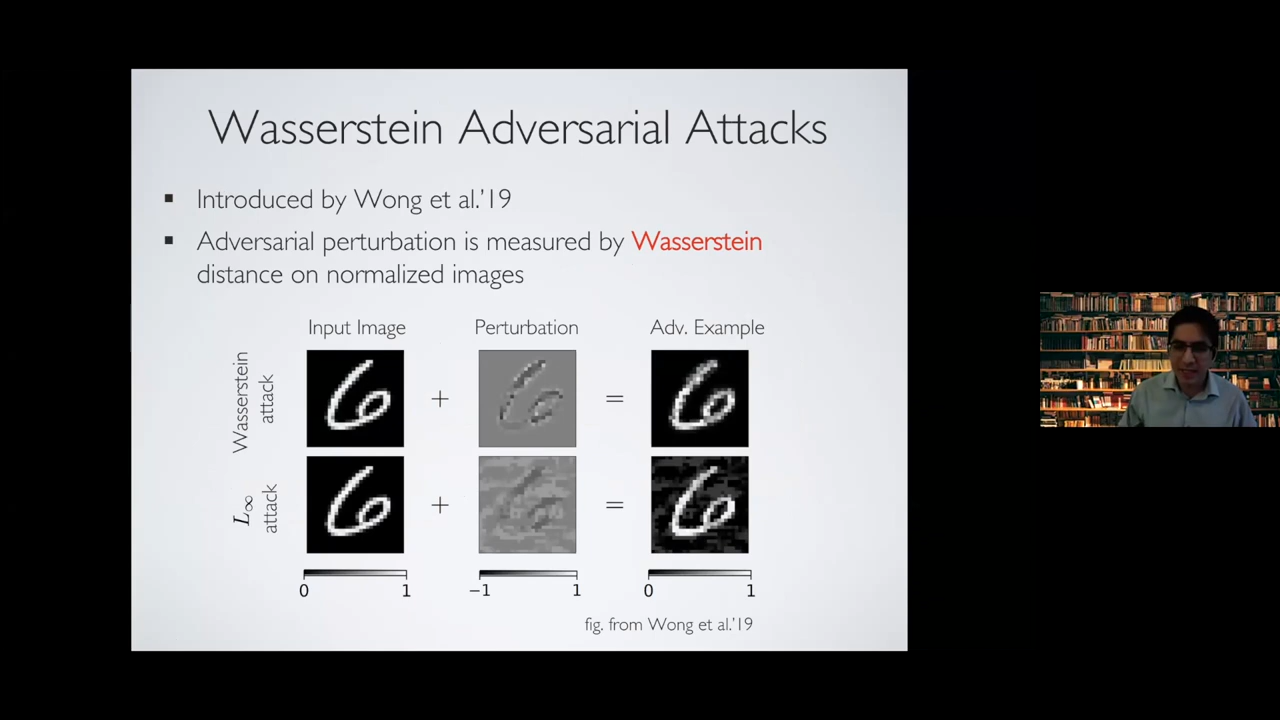 Wasserstein Adversarial Attacks
▪ Introduced by Wong et al.'19
▪ Adversarial perturbation is measured by Wasserstein
distance on normalized images
Input Image Perturbation Adv. Example
Wasserstein
attack
+ =
L∞
attack
+ =
0 1 −1 1 0 1
fig. from Wong et al.'19